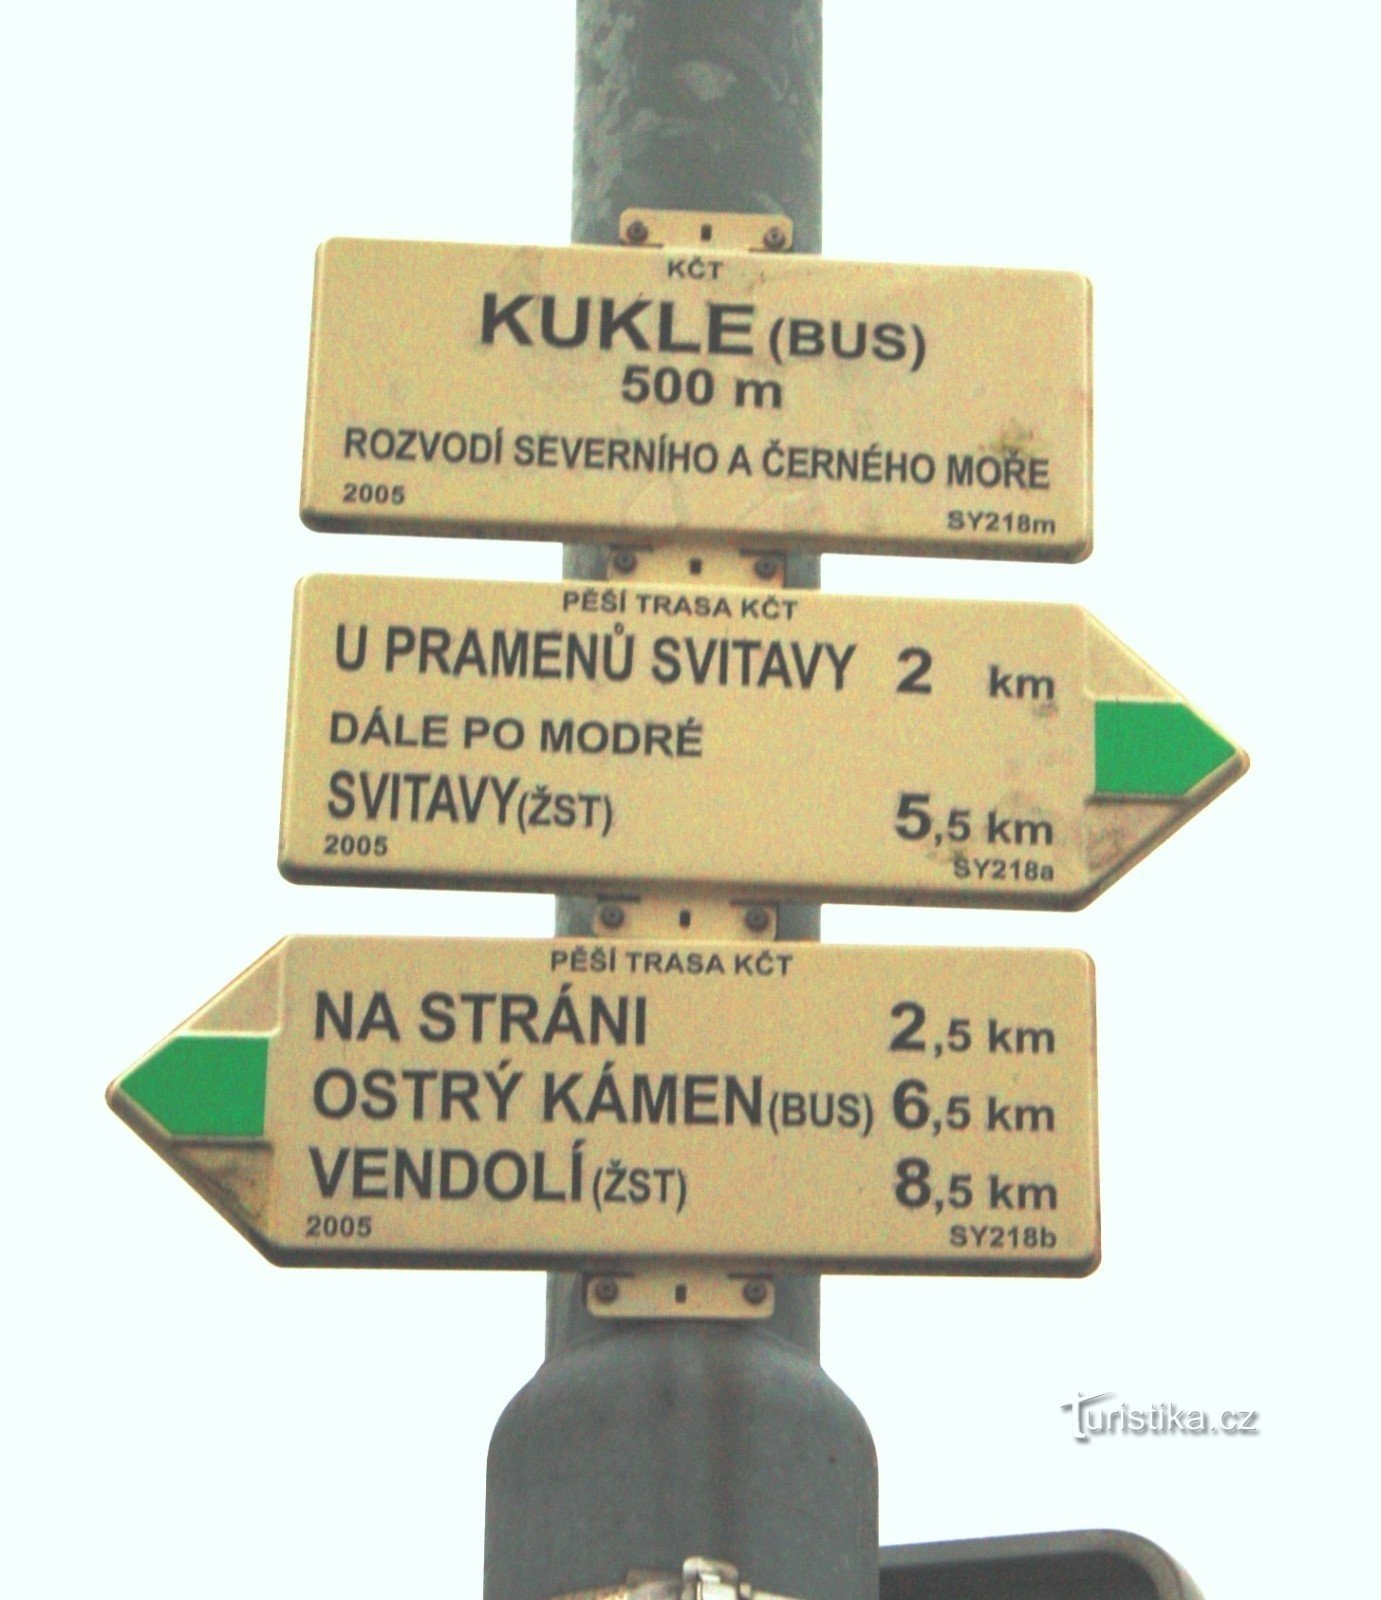 KČT
KUKLE (BUS)
500 m
ROZVODÍ SEVERNÍHO A ČERNÉHO MOŘE
2005 SY218m
PĚŠÍ TRASA KČT
U PRAMENŮ SVITAVY 2 km
DÁLE PO MODRÉ
SVITAVY (ŽST) 5,5 km
2005 SY218a
PĚŠÍ TRASA KČT
NA STRÁNI 2,5 km
OSTRÝ KÁMEN (BUS) 6,5 km
VENDOLÍ (ŽST) 8,5 km
2005 SY218b
Turistika.cz